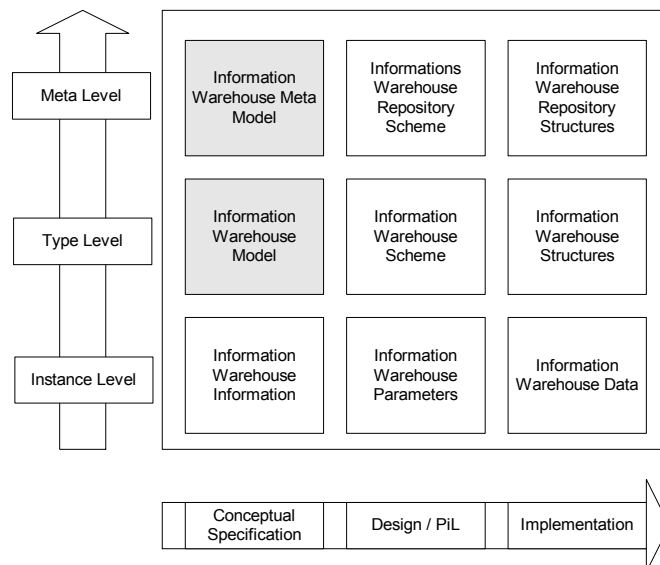 Meta Level
Information
Warehouse Meta
Model
Informations
Warehouse
Repository
Scheme
Information
Warehouse
Repository
Structures
Type Level
Information
Warehouse
Model
Information
Warehouse
Scheme
Information
Warehouse
Structures
Instance Level
Information
Warehouse
Information
Information
Warehouse
Parameters
Information
Warehouse Data
Conceptual
Specification
Design / PiL
Implementation